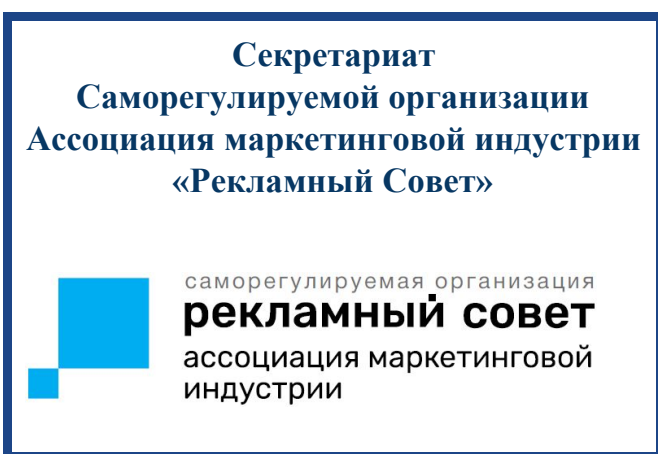 Секретариат
Саморегулируемой организации
Ассоциация маркетинговой индустрии
«Рекламный Совет»
саморегулируемая организация
рекламный совет
ассоциация маркетинговой
индустрии